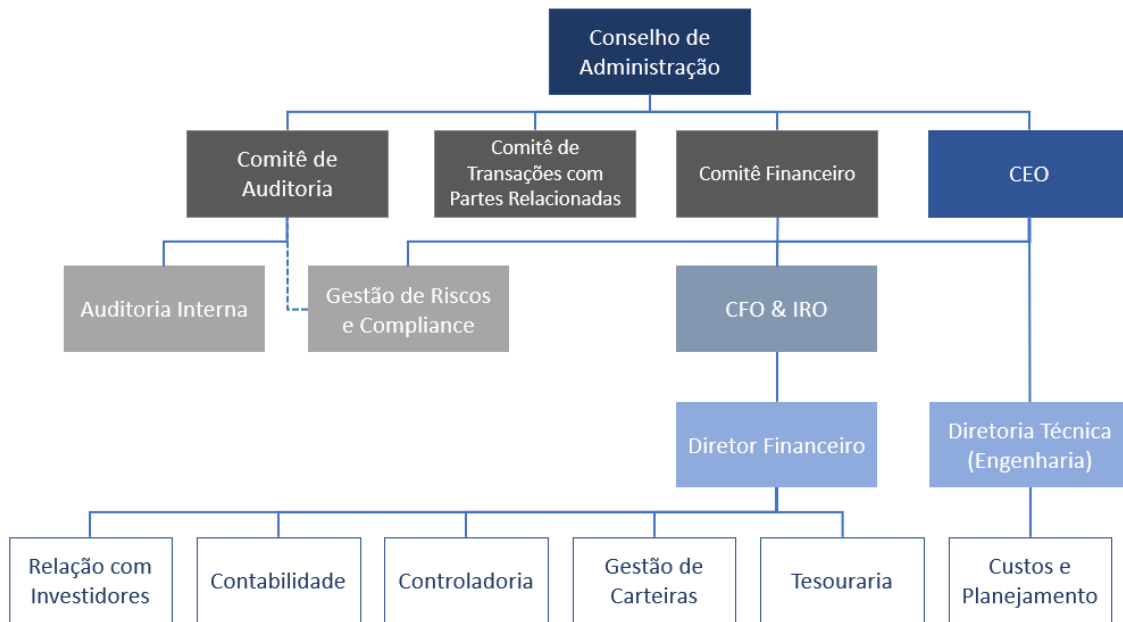 Conselho de
Administração
Comitê de
Auditoria
Comitê de
Transações com
Partes Relacionadas
Comitê Financeiro
CEO
Auditoria Interna
Gestão de Riscos
e Compliance
CFO & IRO
Diretor Financeiro
Diretoria Técnica
(Engenharia)
Relação com
Investidores
Contabilidade
Controladoria
Gestão de
Carteiras
Tesouraria
Custos e
Planejamento